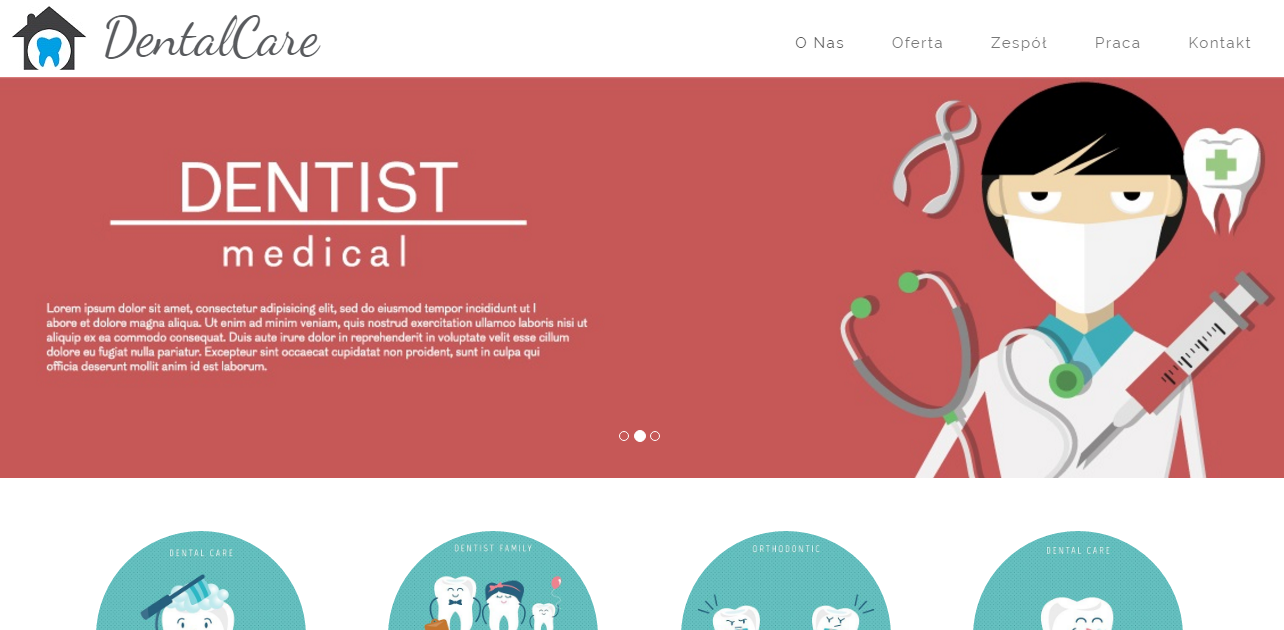 DentalCare
O Nas Oferta Zespół Praca Kontakt
DENTIST
medical
Lorem ipsum dolor sit amet, consectetur adipisicing elit, sed do eiusmod tempor incididunt ut l
abore et dolore magna aliqua. Ut enim ad minim veniam, quis nostrud exercitation ullamco laboris nisi ut
aliquip ex ea commodo consequat. Duis aute irure dolor in reprehenderit in voluptate velit esse cillum
dolore eu fugiat nulla pariatur. Excepteur sint occaecat cupidatat non proident, sunt in culpa qui
officia deserunt mollit anim id est laborum.
DENTAL CARE
DENTIST FAMILY
ORTHODONTIC
DENTAL CARE